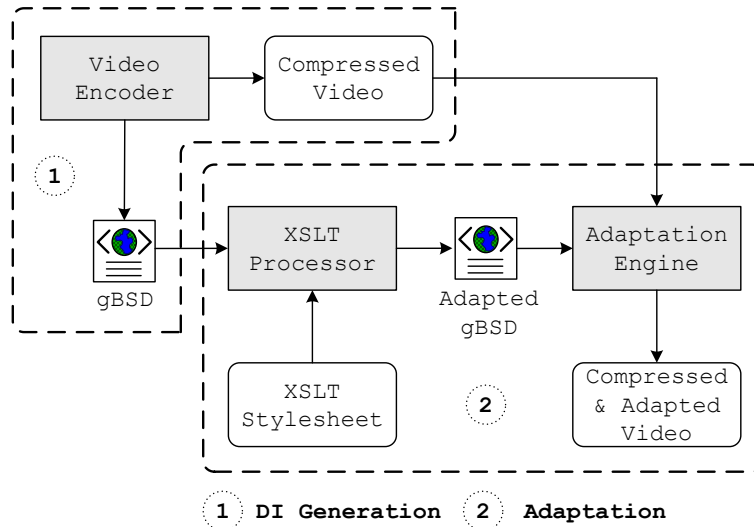 Video
Encoder
Compressed
Video
1
gBSD
XSLT
Processor
Adapted
gBSD
Adaptation
Engine
XSLT
Stylesheet
2
Compressed
& Adapted
Video
1 DI Generation 2 Adaptation